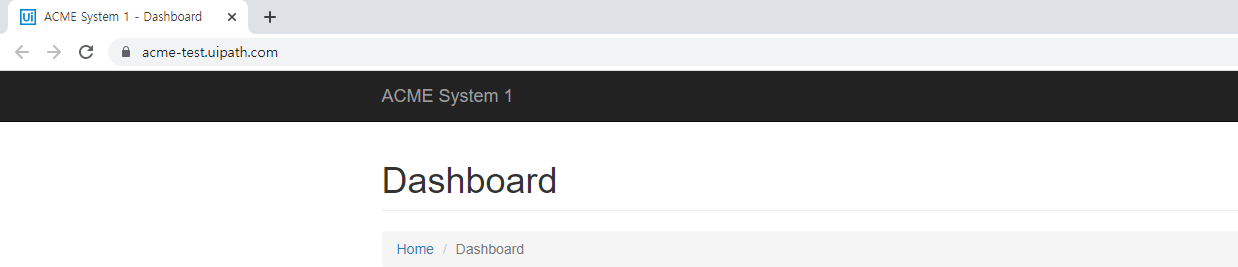 Ui ACME System 1 - Dashboard
acme-test.uipath.com
ACME System 1
Dashboard
Home / Dashboard